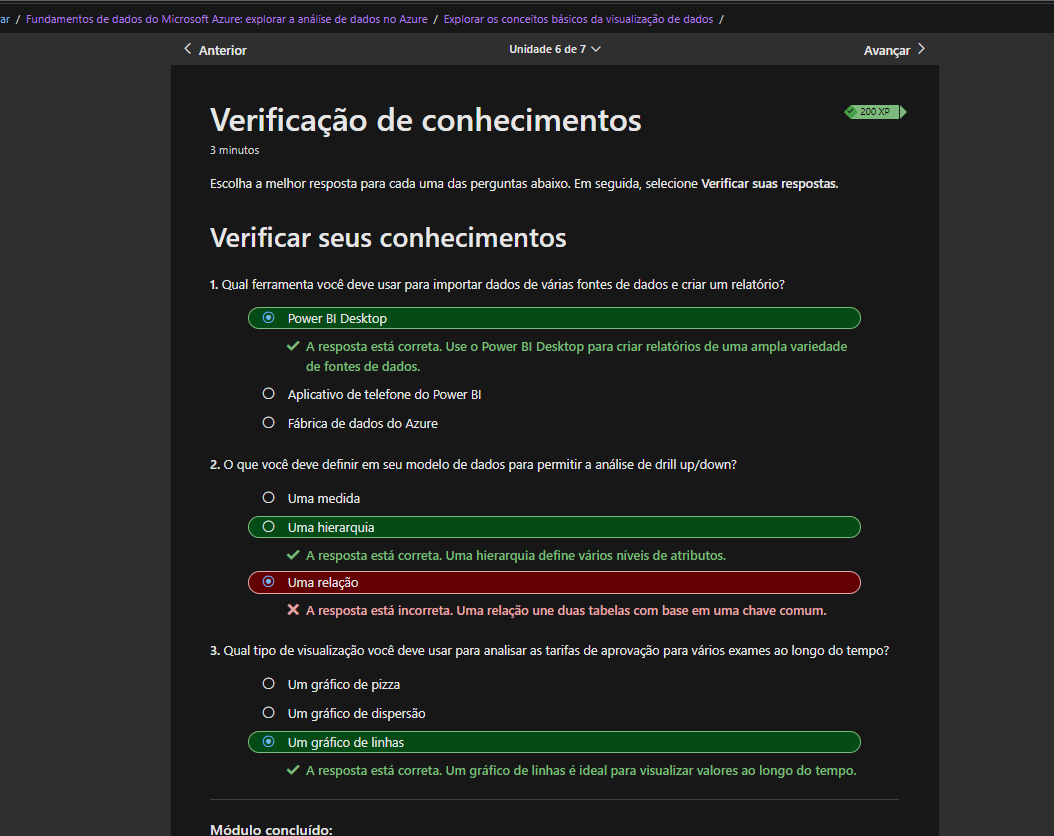 ar / Fundamentos de dados do Microsoft Azure: explorar a análise de dados no Azure / Explorar os conceitos básicos da visualização de dados /
Anterior
Unidade 6 de 7
Avançar
Verificação de conhecimentos
200 XP
3 minutos
Escolha a melhor resposta para cada uma das perguntas abaixo. Em seguida, selecione Verificar suas respostas.
Verificar seus conhecimentos
1. Qual ferramenta você deve usar para importar dados de várias fontes de dados e criar um relatório?
Power BI Desktop
A resposta está correta. Use o Power BI Desktop para criar relatórios de uma ampla variedade
de fontes de dados.
Aplicativo de telefone do Power BI
Fábrica de dados do Azure
2. O que você deve definir em seu modelo de dados para permitir a análise de drill up/down?
Uma medida
Uma hierarquia
A resposta está correta. Uma hierarquia define vários níveis de atributos.
Uma relação
A resposta está incorreta. Uma relação une duas tabelas com base em uma chave comum.
3. Qual tipo de visualização você deve usar para analisar as tarifas de aprovação para vários exames ao longo do tempo?
Um gráfico de pizza
Um gráfico de dispersão
Um gráfico de linhas
A resposta está correta. Um gráfico de linhas é ideal para visualizar valores ao longo do tempo.
Módulo concluído: